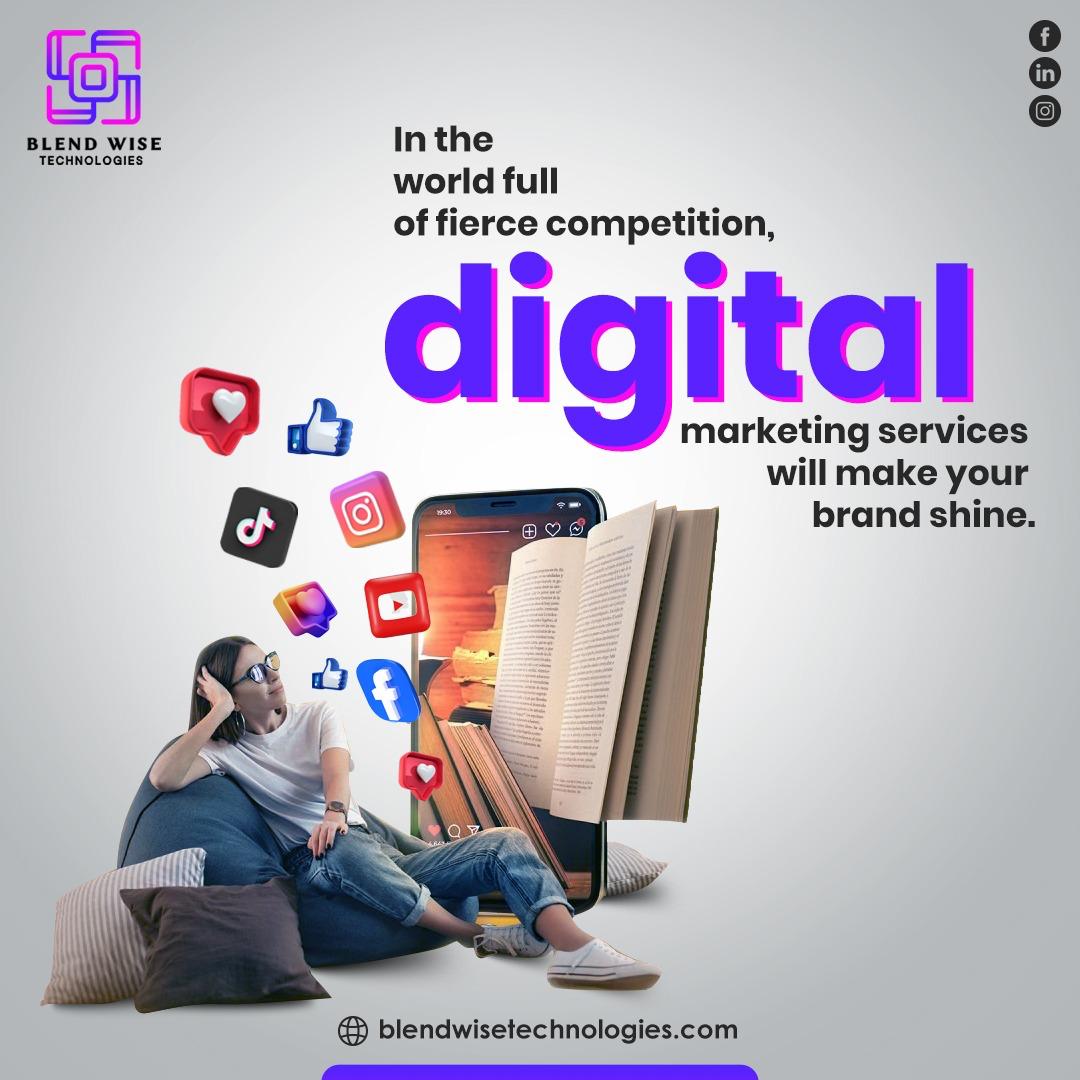 BLEND WISE
TECHNOLOGIES
In the
world full
of fierce competition,
digital
marketing services
will make your
brand shine.
19:30
blendwisetechnologies.com